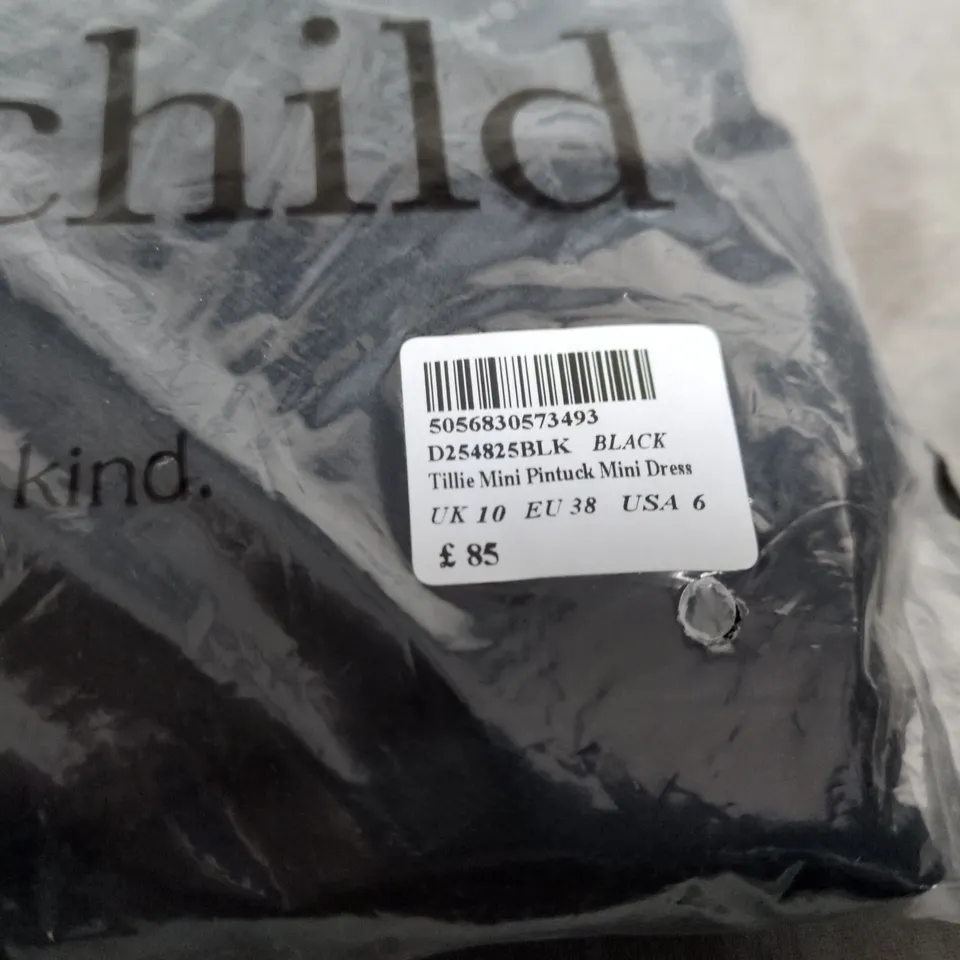 child
kind.
5056830573493
D254825BLK BLACK
Tillie Mini Pintuck Mini Dress
UK 10 EU 38 USA 6
£ 85